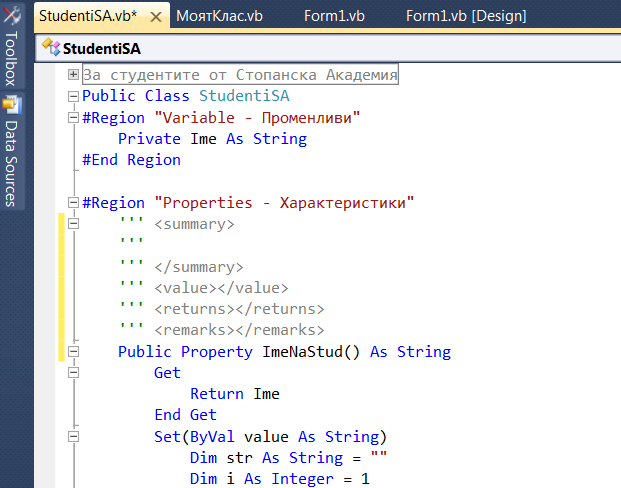 StudentiSA.vb* МоятКлас.vb Form1.vb Form1.vb [Design]
Toolbox
Data Sources
StudentiSA
За студентите от Стопанска Академия
Public Class StudentiSA
#Region "Variable - Променливи"
Private Ime As String
#End Region
#Region "Properties - Характеристики"
''' <summary>
'''
''' </summary>
''' <value></value>
''' <returns></returns>
''' <remarks></remarks>
Public Property ImeNaStud() As String
Get
Return Ime
End Get
Set(ByVal value As String)
Dim str As String = ""
Dim i As Integer = 1